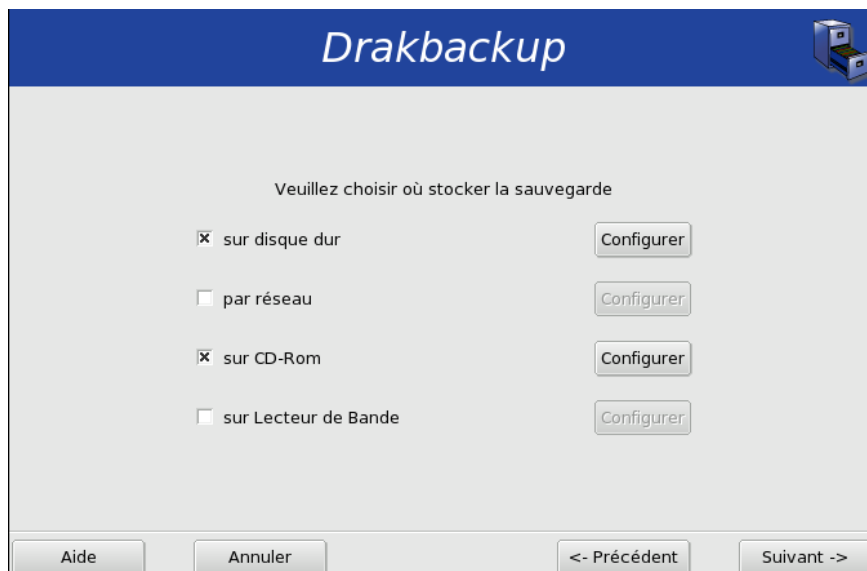 Drakbackup
Veuillez choisir où stocker la sauvegarde
sur disque dur Configurer
par réseau Configurer
sur CD-Rom Configurer
sur Lecteur de Bande Configurer
Aide Annuler <- Précédent Suivant ->